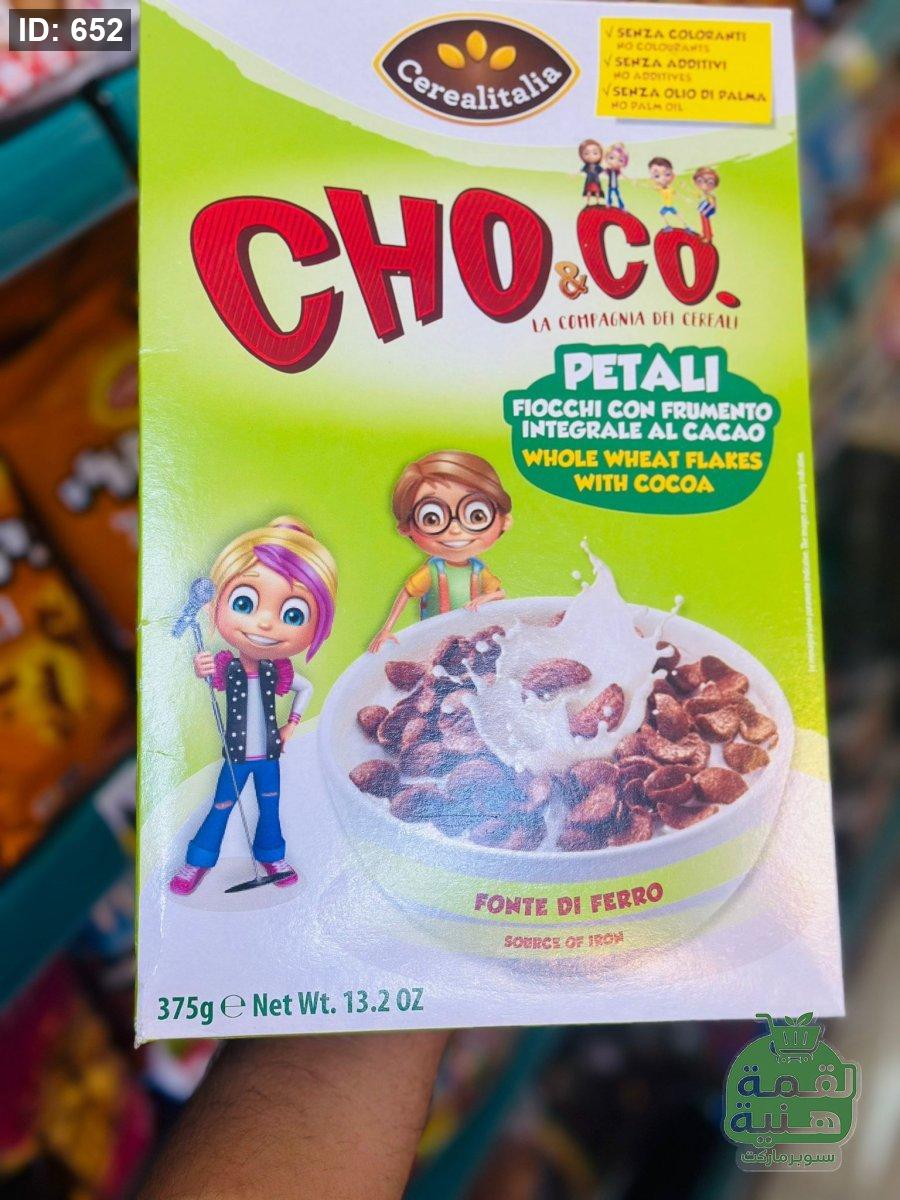 ID: 652
Cerealitalia
√ SENZA COLORANTI
NO COLOURANTS
√ SENZA ADDITIVI
NO ADDITIVES
√ SENZA OLIO DI PALMA
NO PALM OIL
CHO & CO.
LA COMPAGNIA DEI CEREALI
PETALI
FIOCCHI CON FRUMENTO
INTEGRALE AL CACAO
WHOLE WHEAT FLAKES
WITH COCOA
FONTE DI FERRO
SOURCE OF IRON
375g ℮ Net Wt. 13.2 OZ
لقمة
هنية
سوبرماركت